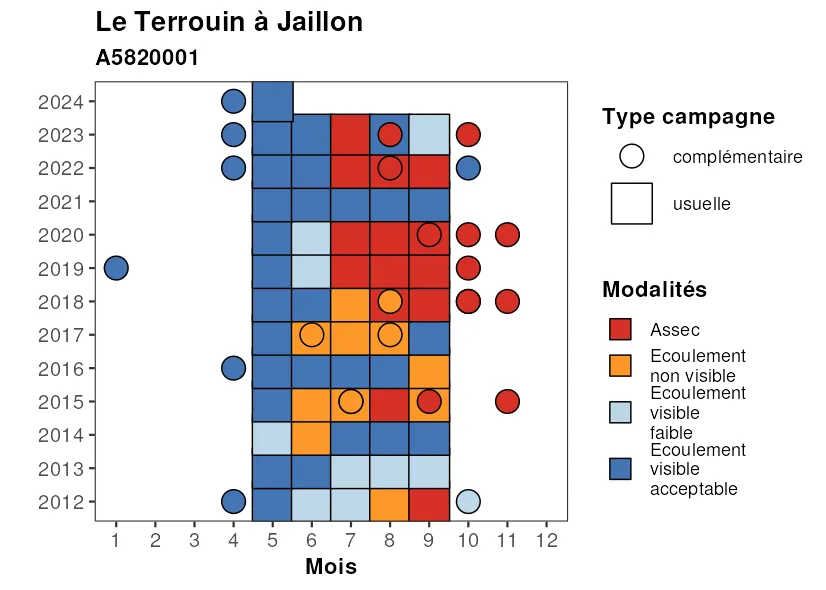 Le Terrouin à Jaillon
A5820001
2024
2023
2022
2021
2020
2019
2018
2017
2016
2015
2014
2013
2012
1 2 3 4 5 6 7 8 9 10 11 12
Mois
Type campagne
complémentaire
usuelle
Modalités
Assec
Ecoulement
non visible
Ecoulement
visible
faible
Ecoulement
visible
acceptable